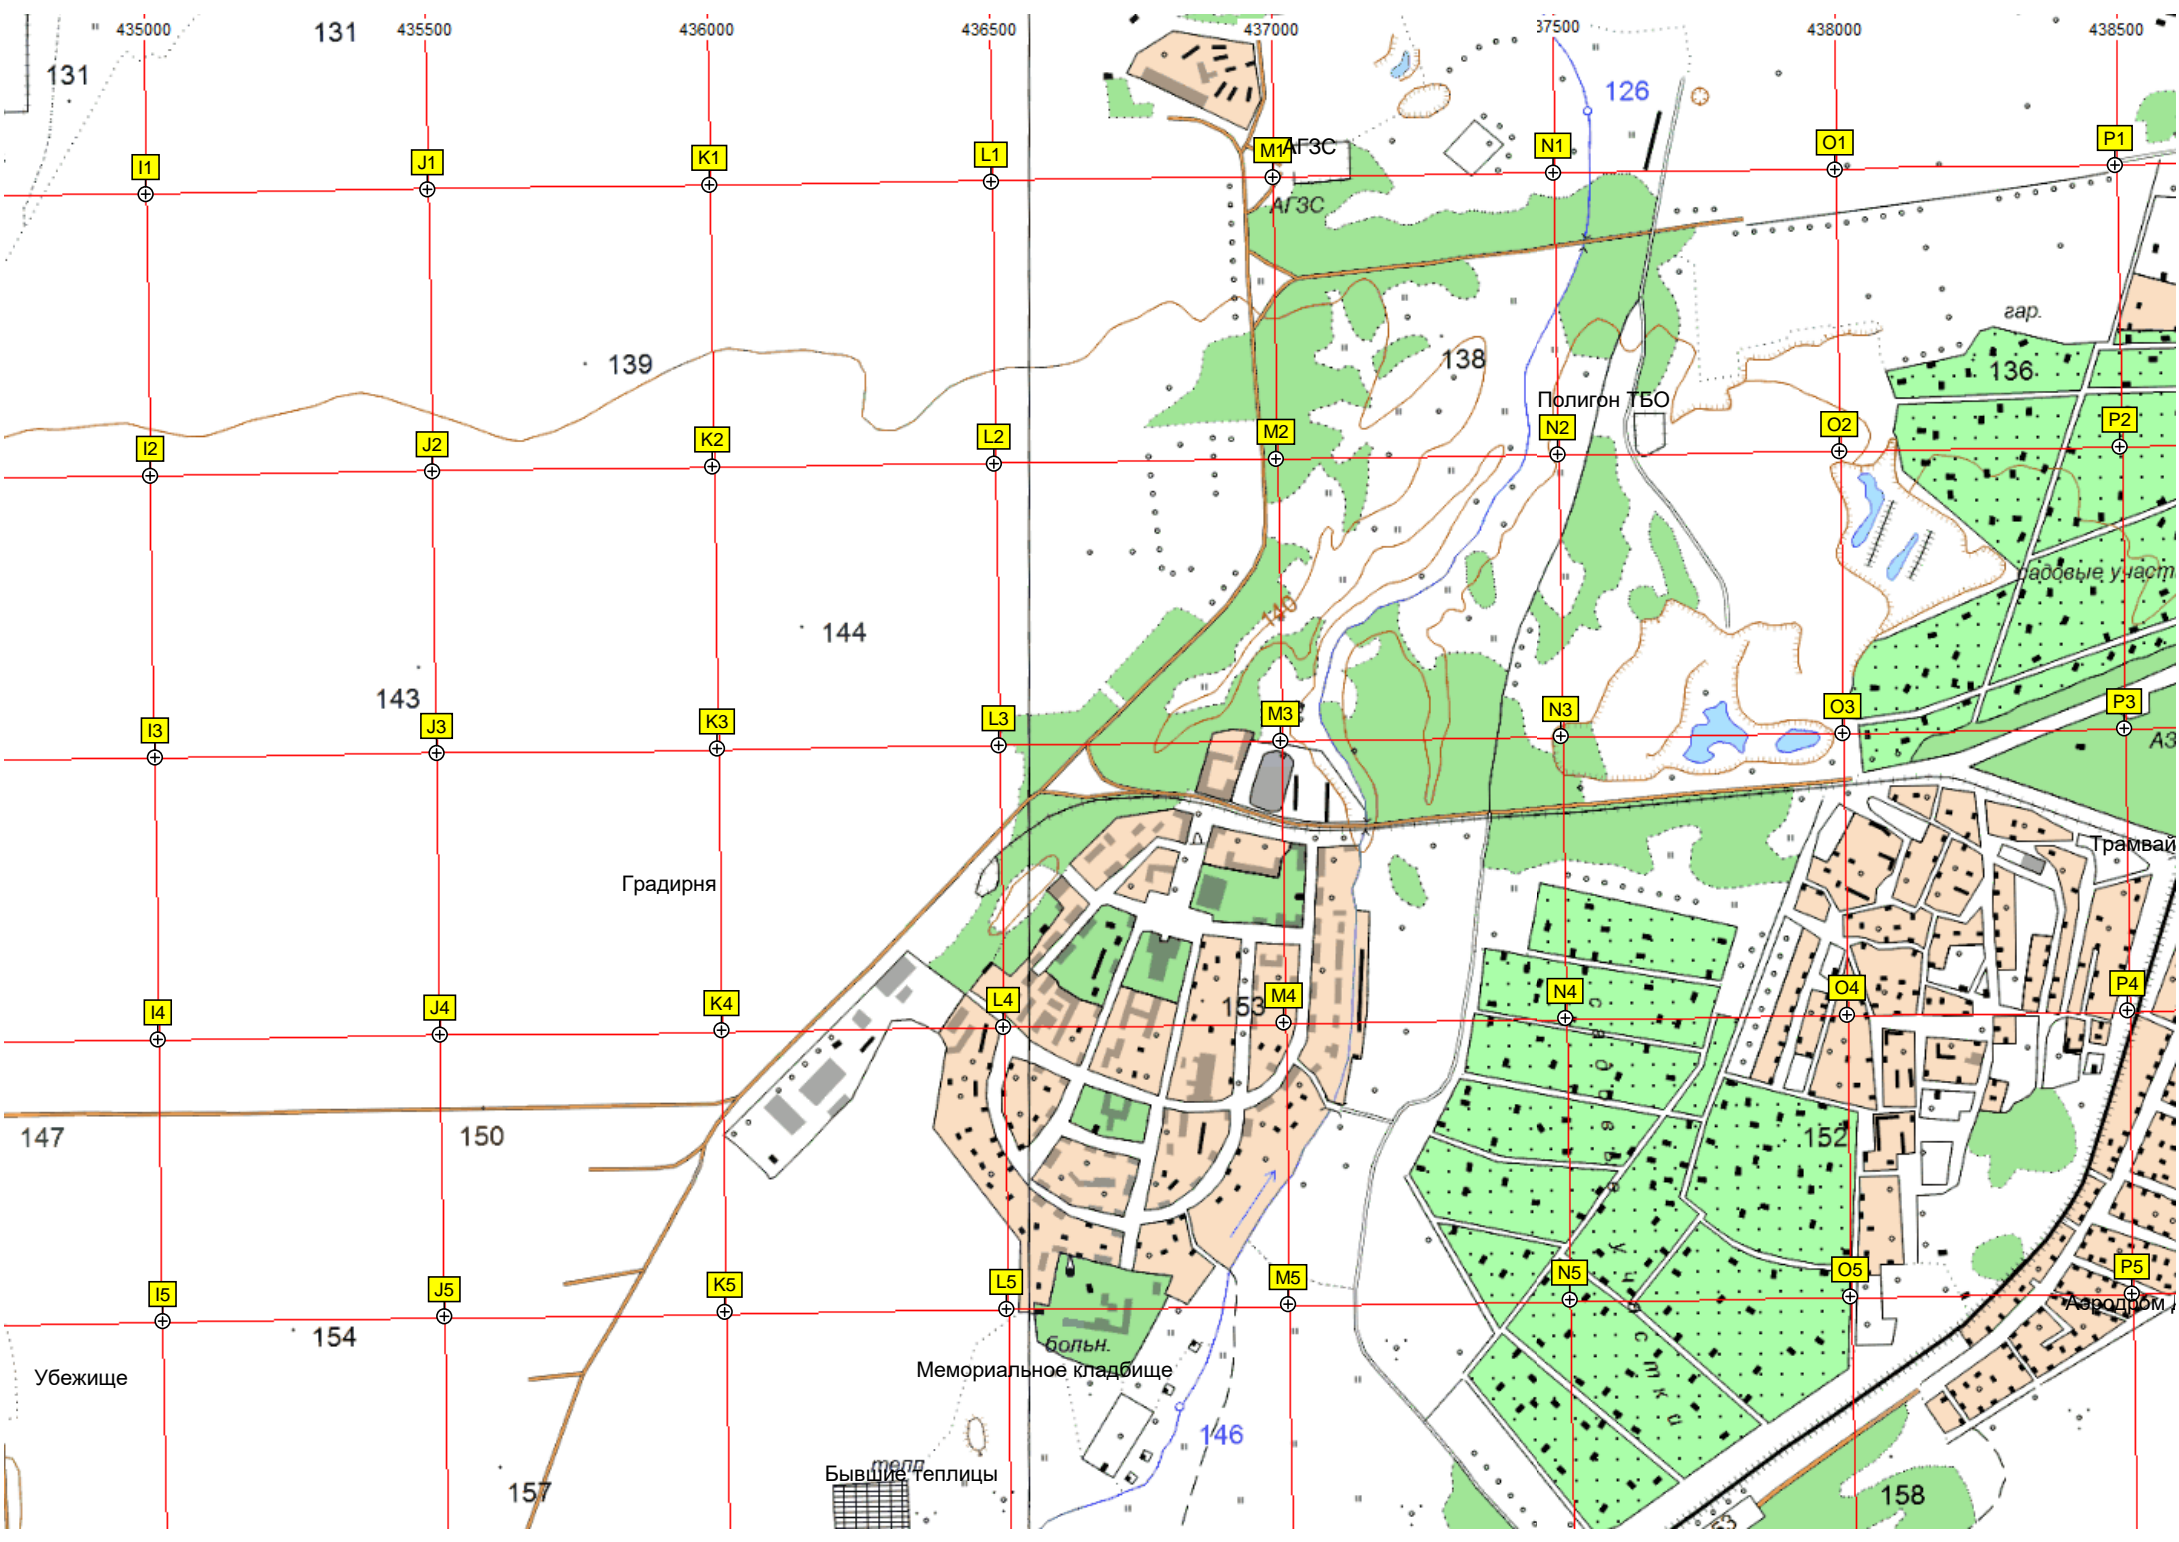 435000 435500 436000 436500 437000 37500 438000 438500
131
131
126
I1 J1 K1 L1 M1 АГЗС N1 O1 P1
АГЗС
гар.
139
138
136
Полигон ТБО
I2 J2 K2 L2 M2 N2 O2 P2
садовые участ
140
144
143
I3 J3 K3 L3 M3 N3 O3 P3
АЗ
Трамвай
Градирня
153
I4 J4 K4 L4 M4 N4 O4 P4
садовые участки
147
150
152
I5 J5 K5 L5 M5 N5 O5 P5
Аэродром
154
больн.
Убежище
Мемориальное кладбище
146
тепл
Бывшие теплицы
157
158